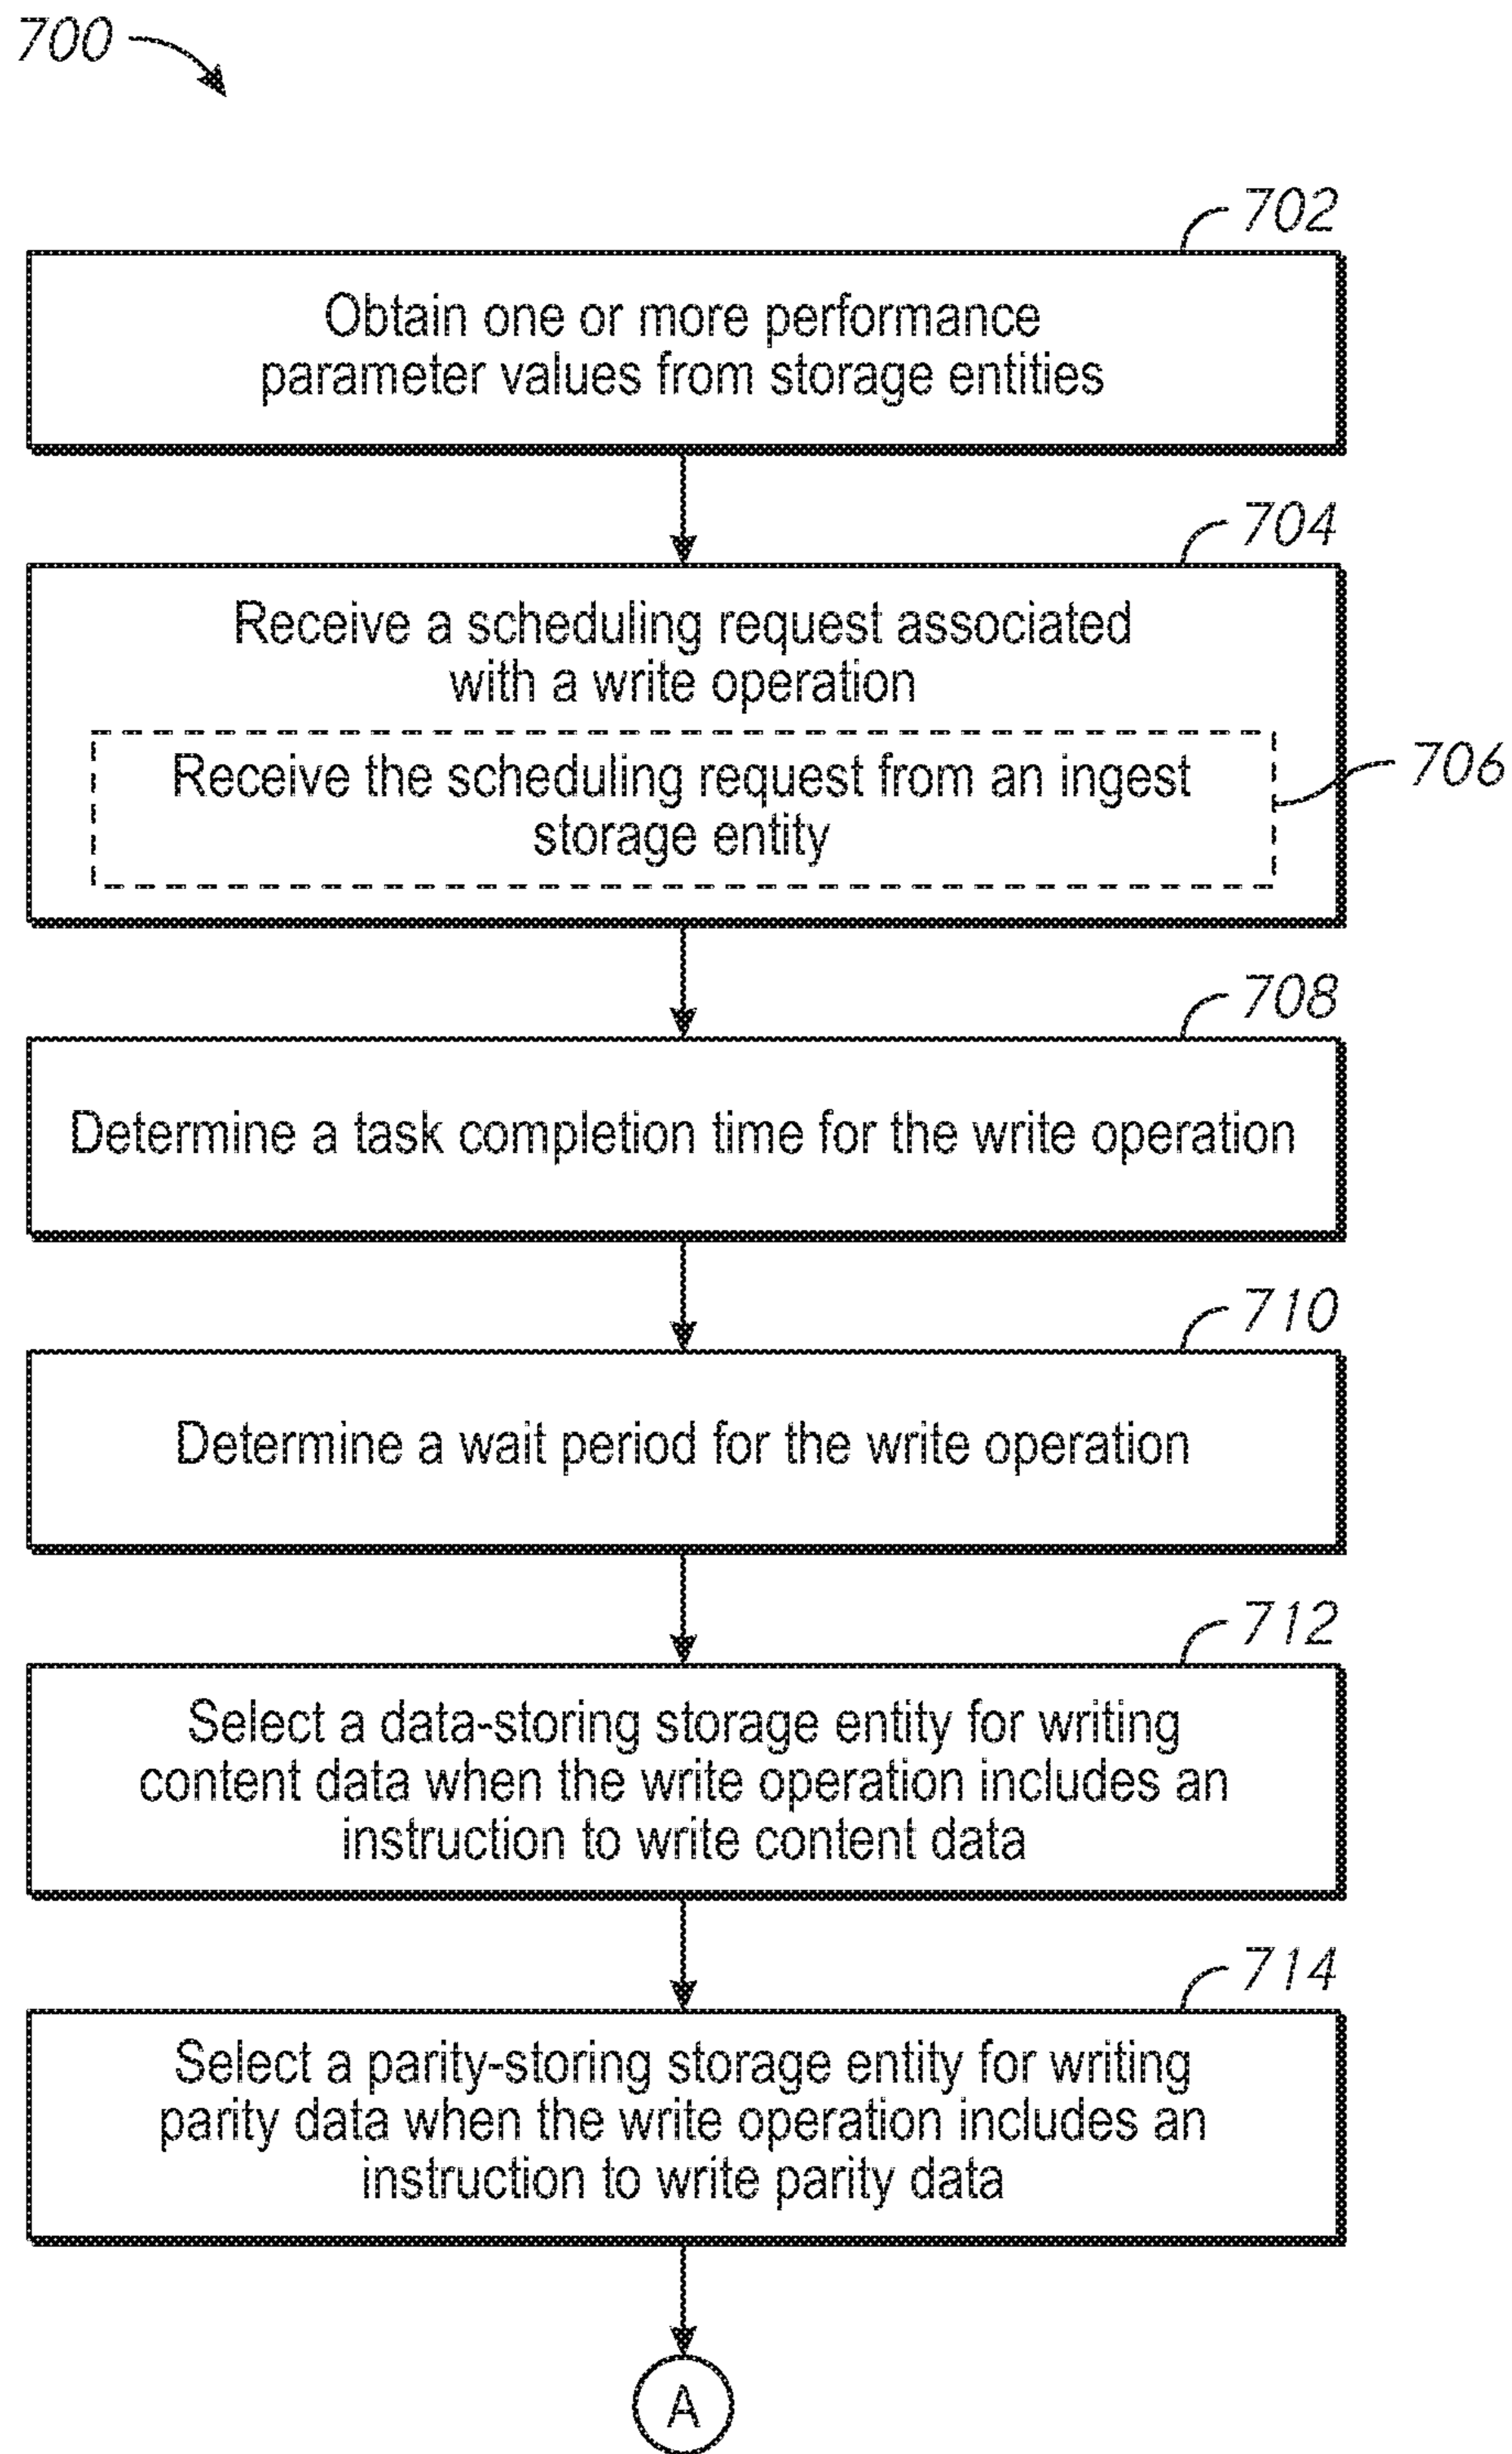 700
702
Obtain one or more performance
parameter values from storage entities
704
Receive a scheduling request associated
with a write operation
Receive the scheduling request from an ingest
storage entity
706
708
Determine a task completion time for the write operation
710
Determine a wait period for the write operation
712
Select a data-storing storage entity for writing
content data when the write operation includes an
instruction to write content data
714
Select a parity-storing storage entity for writing
parity data when the write operation includes an
instruction to write parity data
A